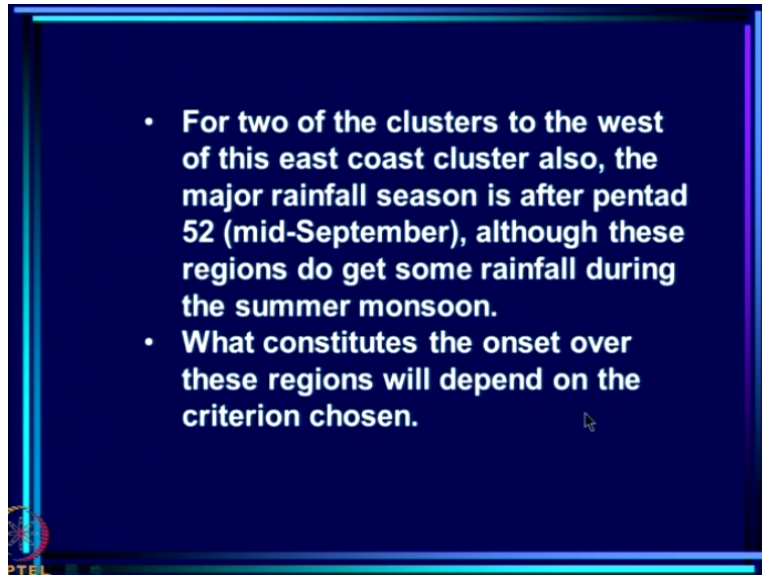 • For two of the clusters to the west
of this east coast cluster also, the
major rainfall season is after pentad
52 (mid-September), although these
regions do get some rainfall during
the summer monsoon.
• What constitutes the onset over
these regions will depend on the
criterion chosen.
PTEL